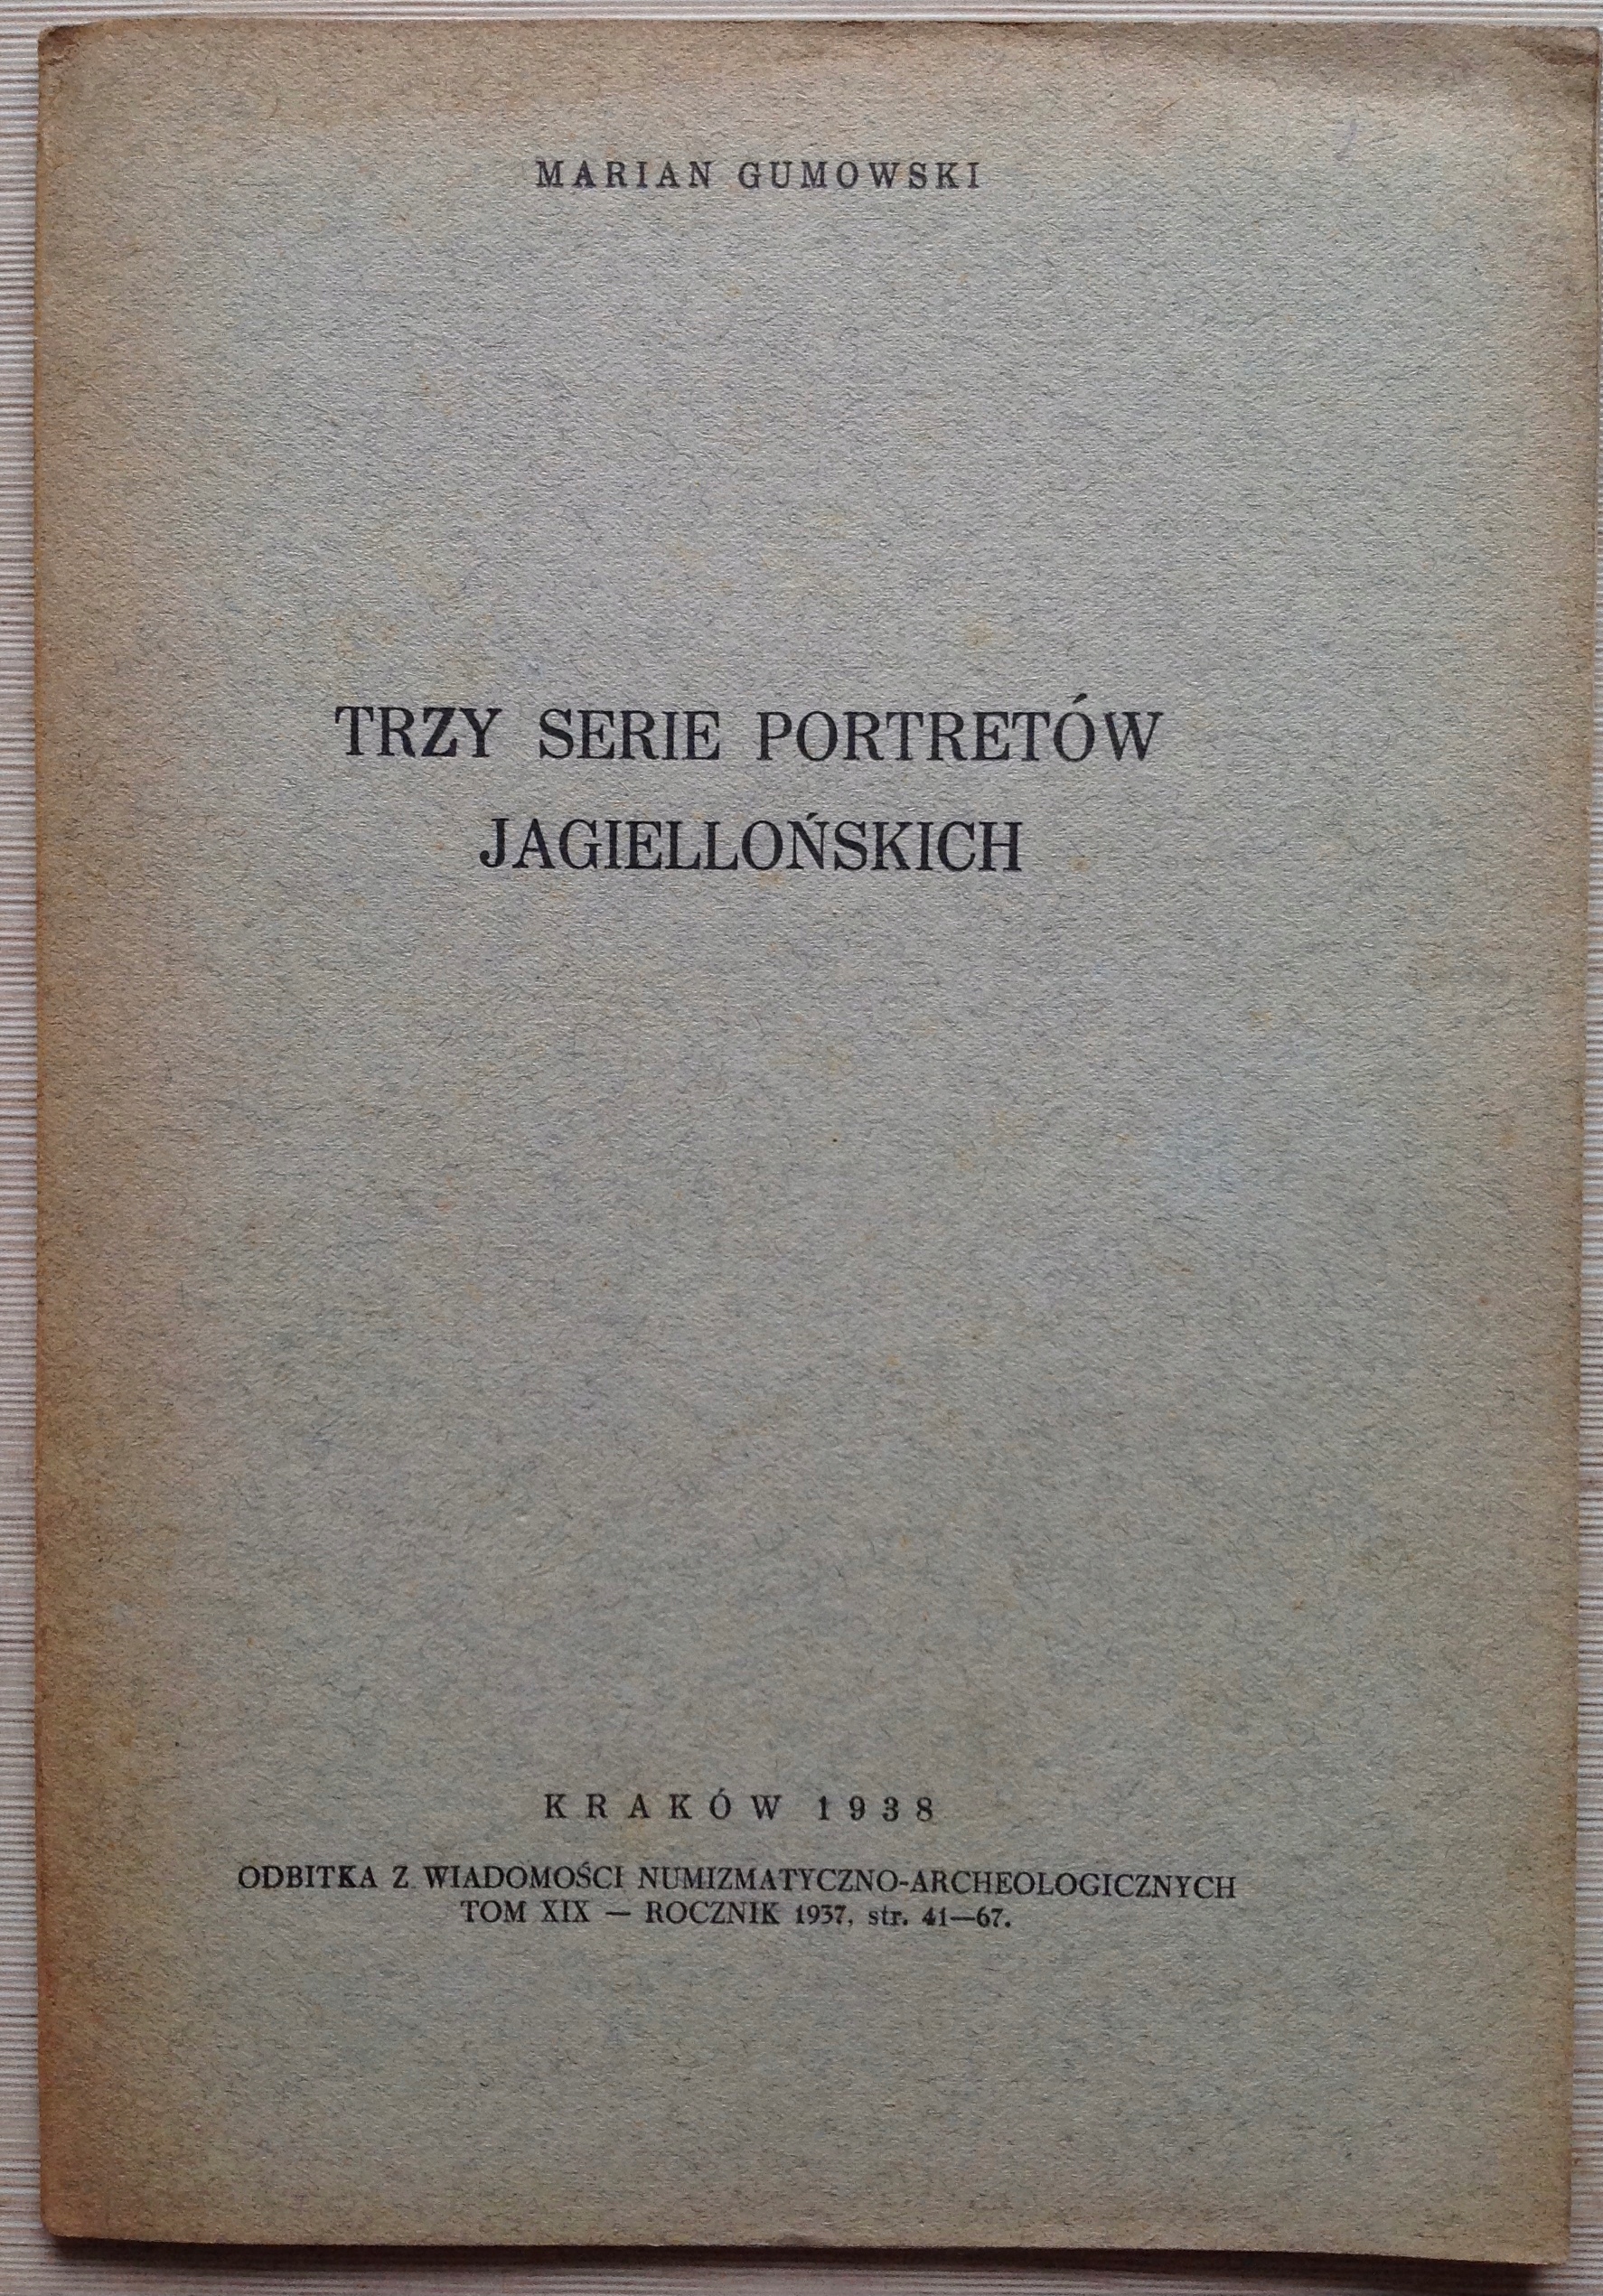 MARIAN GUMOWSKI
TRZY SERIE PORTRETÓW
JAGIELLOŃSKICH
KRAKÓW 1938
ODBITKA Z WIADOMOŚCI NUMIZMATYCZNO-ARCHEOLOGICZNYCH
TOM XIX — ROCZNIK 1937, str. 41—67.